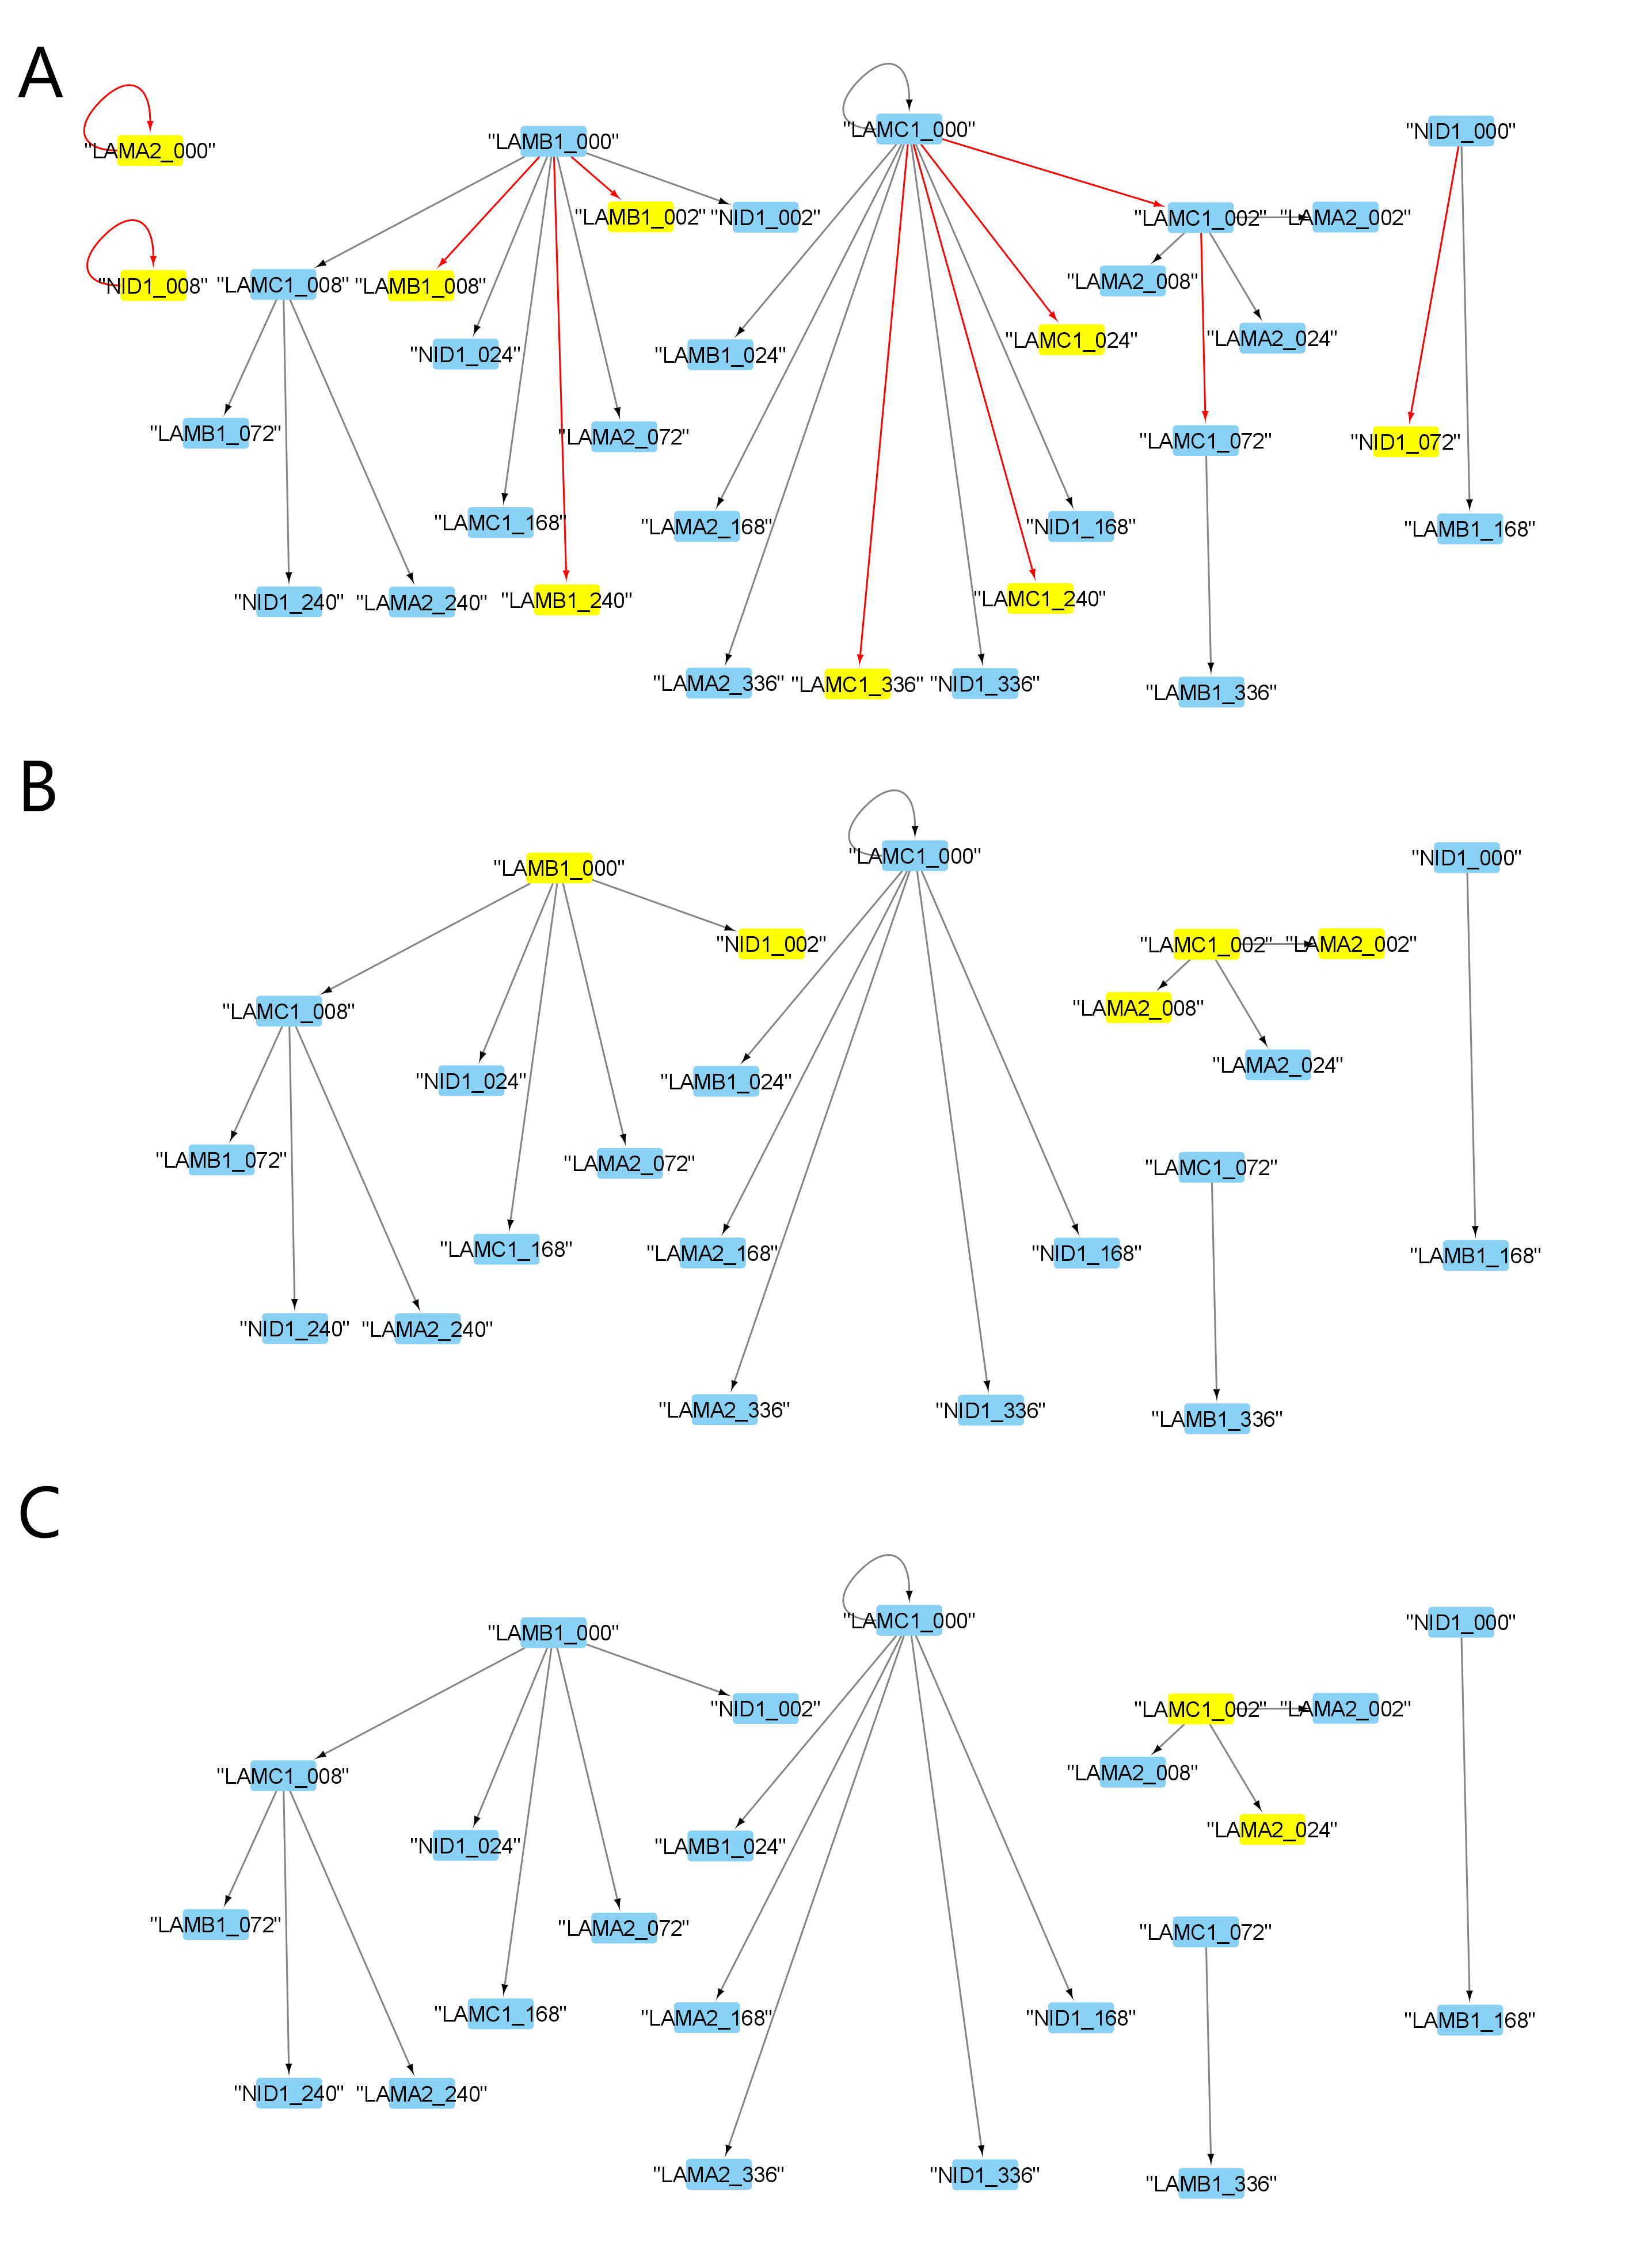 A
"LAMA2_000"
"LAMB1_000"
"LAMC1_000"
"NID1_000"
"LAMB1_002"
"NID1_002"
"LAMC1_002"
"LAMA2_002"
"NID1_008"
"LAMC1_008"
"LAMB1_008"
"LAMA2_008"
"NID1_024"
"LAMB1_024"
"LAMC1_024"
"LAMA2_024"
"LAMB1_072"
"LAMA2_072"
"LAMC1_072"
"NID1_072"
"LAMC1_168"
"LAMA2_168"
"NID1_168"
"LAMB1_168"
"NID1_240"
"LAMA2_240"
"LAMB1_240"
"LAMC1_240"
"LAMA2_336"
"LAMC1_336"
"NID1_336"
"LAMB1_336"
B
"LAMB1_000"
"LAMC1_000"
"NID1_000"
"NID1_002"
"LAMC1_002"
"LAMA2_002"
"LAMC1_008"
"LAMA2_008"
"NID1_024"
"LAMB1_024"
"LAMA2_024"
"LAMB1_072"
"LAMA2_072"
"LAMC1_072"
"LAMC1_168"
"LAMA2_168"
"NID1_168"
"LAMB1_168"
"NID1_240"
"LAMA2_240"
"LAMA2_336"
"NID1_336"
"LAMB1_336"
C
"LAMB1_000"
"LAMC1_000"
"NID1_000"
"NID1_002"
"LAMC1_002"
"LAMA2_002"
"LAMC1_008"
"LAMA2_008"
"NID1_024"
"LAMB1_024"
"LAMA2_024"
"LAMB1_072"
"LAMA2_072"
"LAMC1_072"
"LAMC1_168"
"LAMA2_168"
"NID1_168"
"LAMB1_168"
"NID1_240"
"LAMA2_240"
"LAMA2_336"
"NID1_336"
"LAMB1_336"